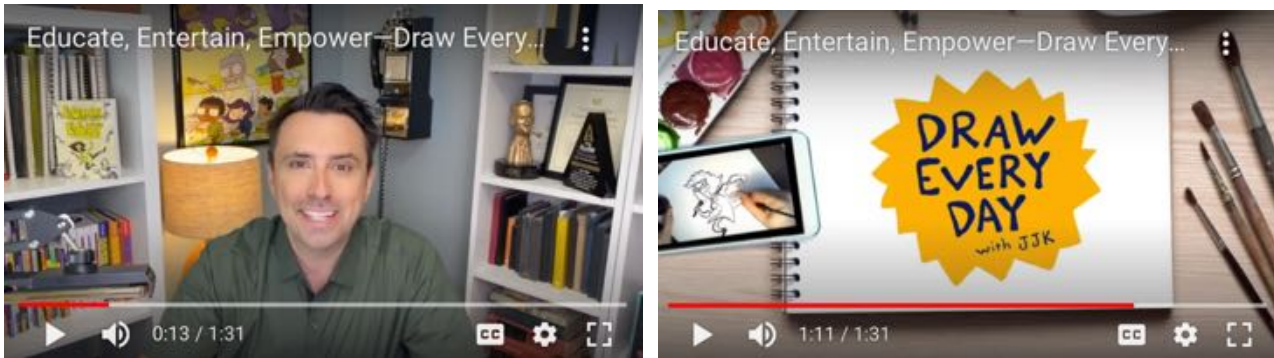 Educate, Entertain, Empower—Draw Every...
0:13 / 1:31
CC
Educate, Entertain, Empower—Draw Every...
DRAW
EVERY
DAY
with JJK
1:11 / 1:31
CC